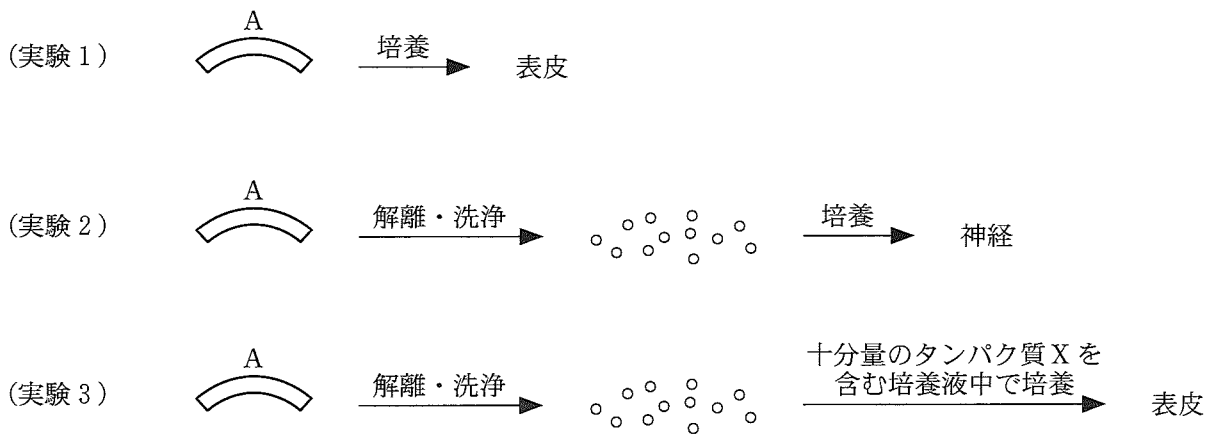 A
(実験1) 培養 表皮
A
(実験2) 解離・洗浄 培養 神経
十分量のタンパク質Xを
A
(実験3) 解離・洗浄 含む培養液中で培養 表皮